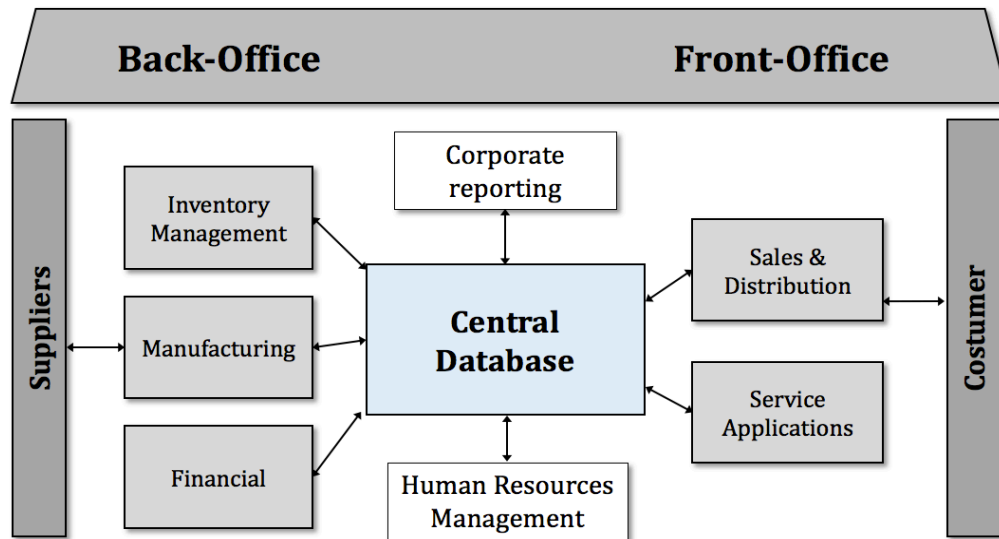 Back-Office
Front-Office
Suppliers
Inventory
Management
Manufacturing
Financial
Corporate
reporting
Central
Database
Human Resources
Management
Sales &
Distribution
Service
Applications
Costumer